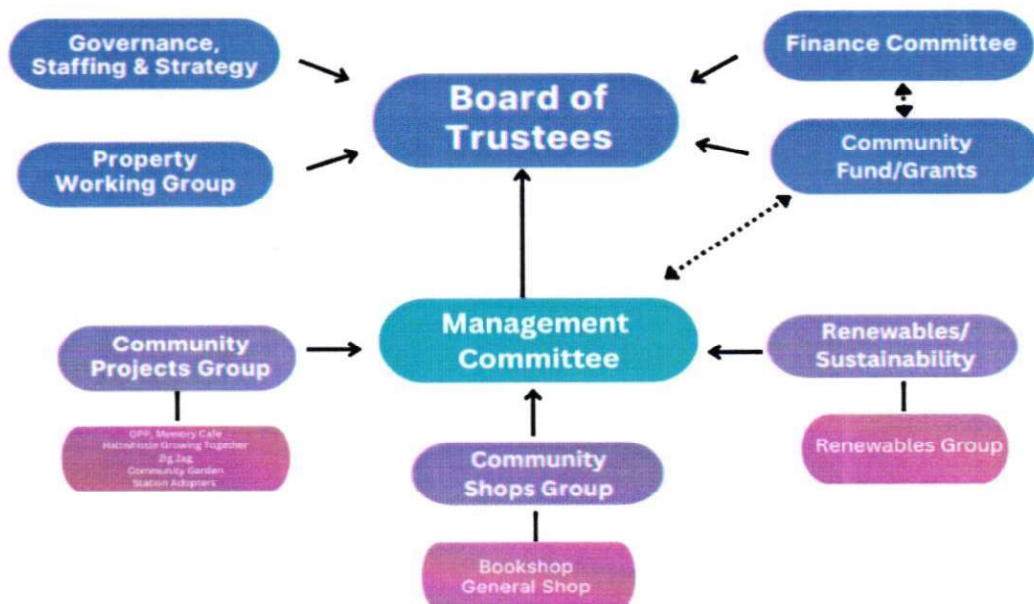 Governance,
Staffing & Strategy
Finance Committee
Board of
Trustees
Property
Working Group
Community
Fund/Grants
Management
Committee
Community
Projects Group
Renewables/
Sustainability
OPP, Memory Cafe
Haltwhistle Growing Together
Zig Zag
Community Garden
Station Adopters
Renewables Group
Community
Shops Group
Bookshop
General Shop